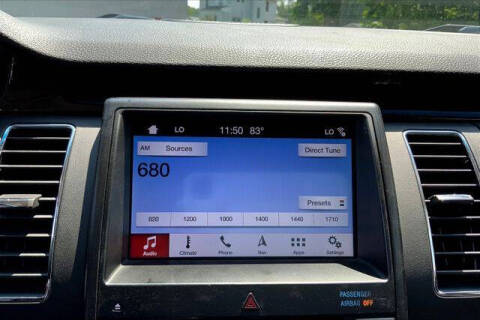 LO 11:50 83° LO
AM Sources Direct Tune
680
Presets
820 1200 1000 1400 1440 1710
Audio Climate Phone Nav Apps Settings
PASSENGER
AIRBAG OFF